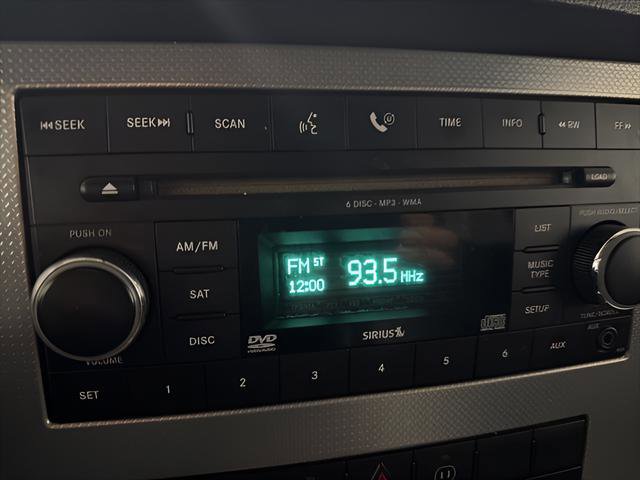 SEEK
SEEK
SCAN
TIME
INFO
RW
FF
LOAD
6 DISC - MP3 - WMA
PUSH ON
PUSH AUDIO/SELECT
AM/FM
SAT
DISC
VOLUME
FM ST
12:00
93.5 MHz
LIST
MUSIC TYPE
SETUP
TUNE/SCROLL
DVD
SIRIUS
AUX
SET
1
2
3
4
5
6
AUX